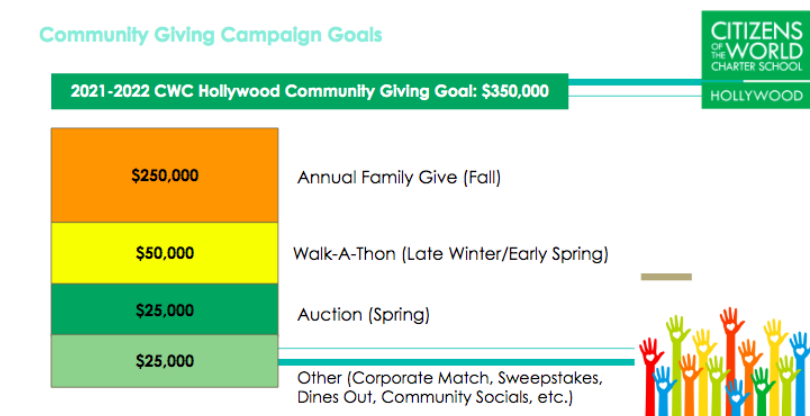 Community Giving Campaign Goals
CITIZENS
OF THE WORLD
CHARTER SCHOOL
HOLLYWOOD
2021-2022 CWC Hollywood Community Giving Goal: $350,000
$250,000
Annual Family Give (Fall)
$50,000
Walk-A-Thon (Late Winter/Early Spring)
$25,000
Auction (Spring)
$25,000
Other (Corporate Match, Sweepstakes,
Dines Out, Community Socials, etc.)